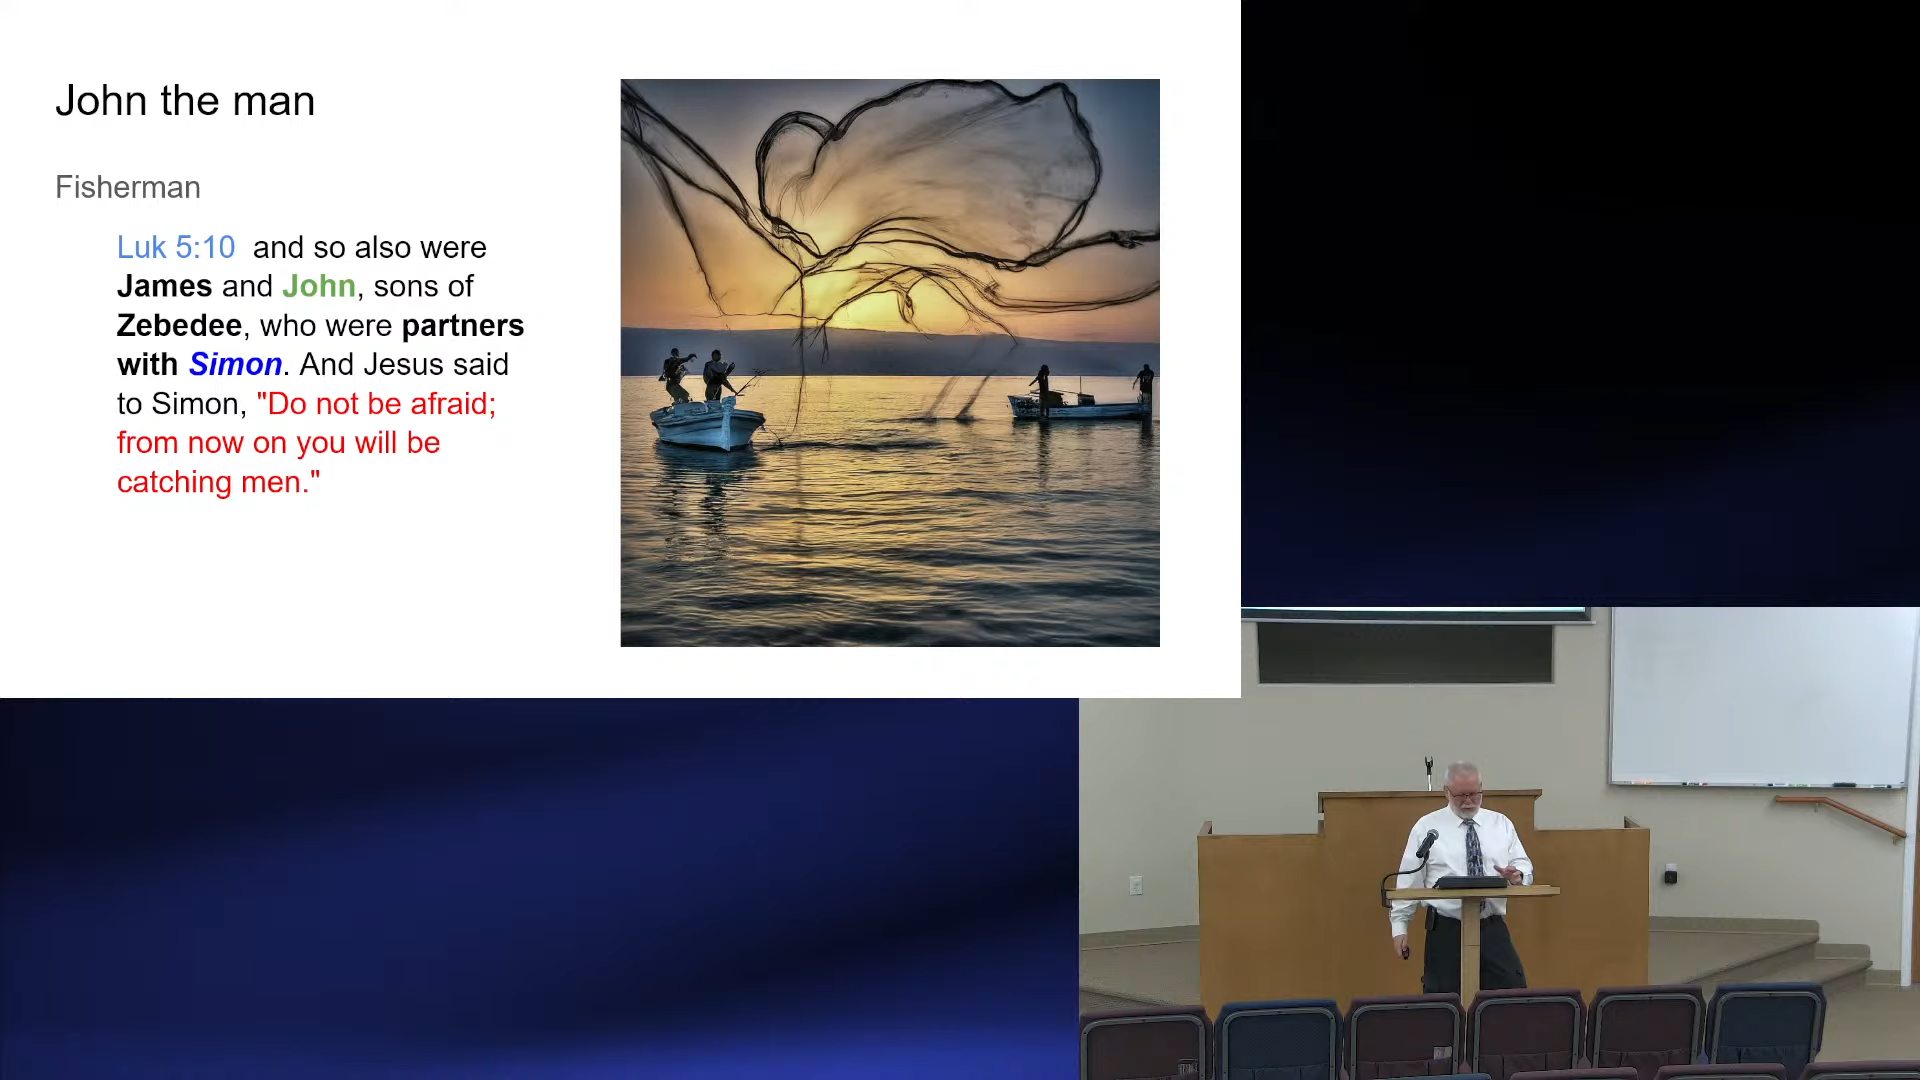 John the man
Fisherman
Luk 5:10  and so also were
James and John, sons of
Zebedee, who were partners
with Simon. And Jesus said
to Simon, "Do not be afraid;
from now on you will be
catching men."